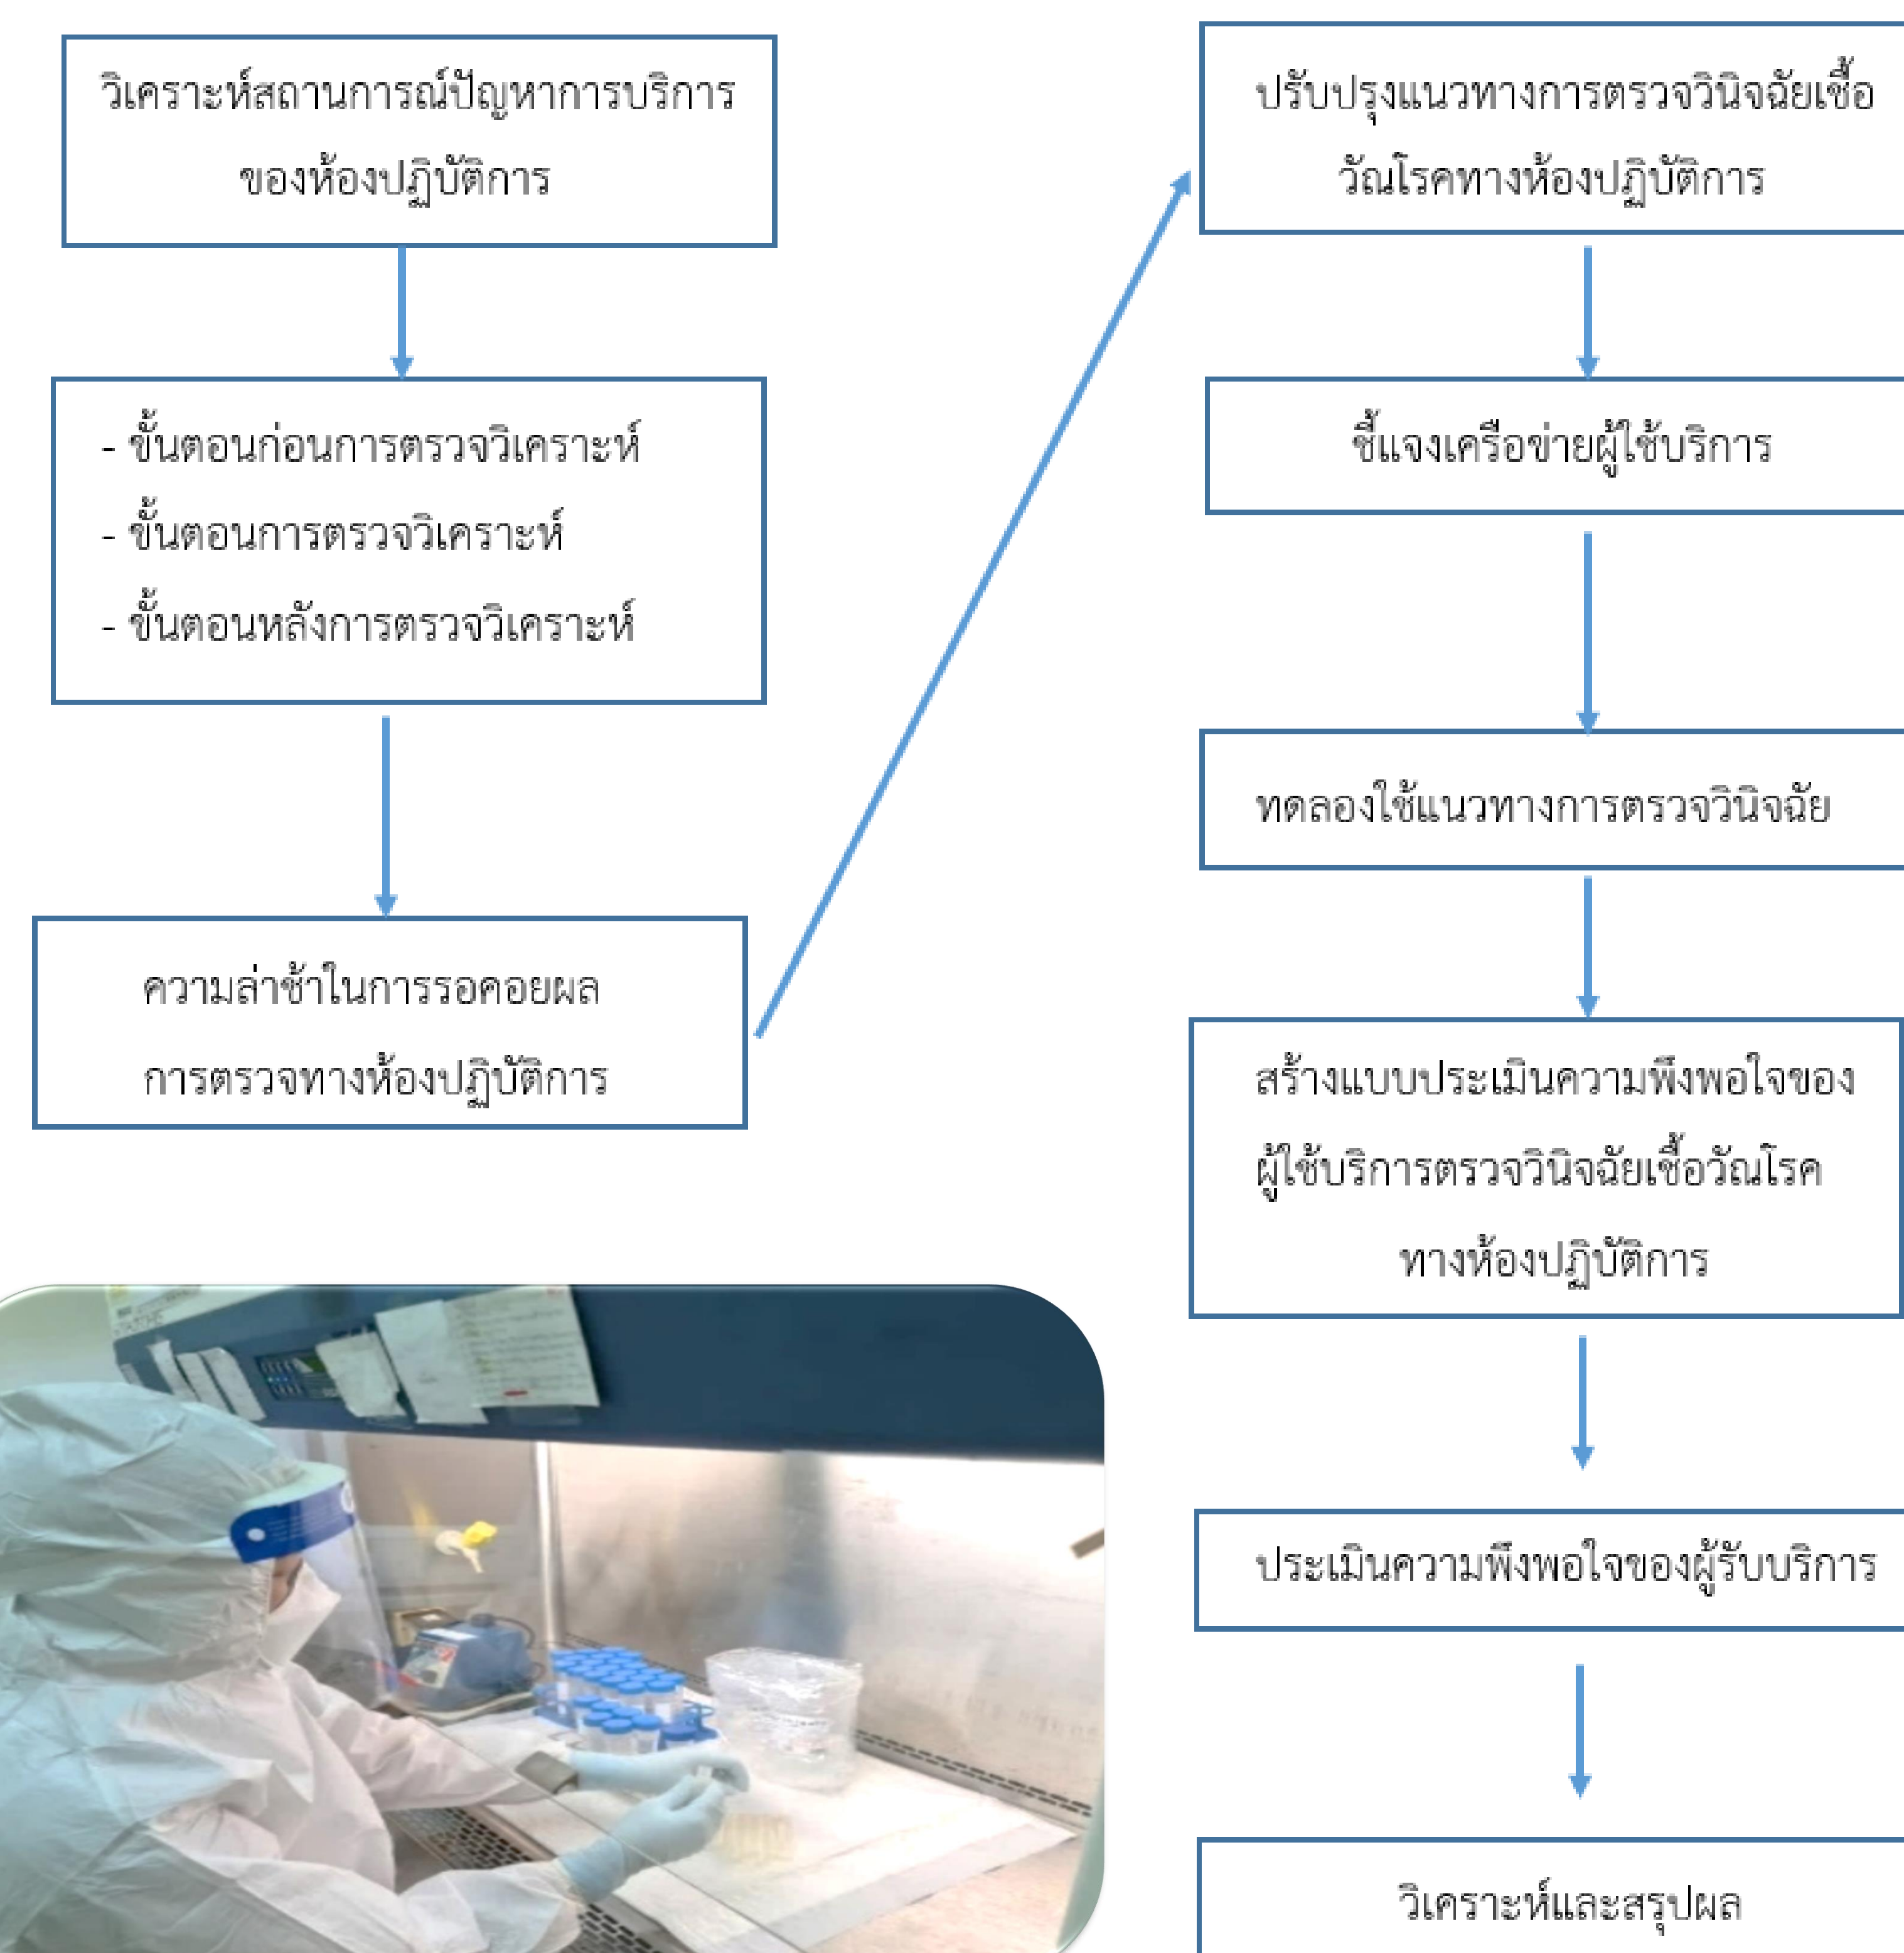 วิเคราะห์สถานการณ์ปัญหาการบริการ
ของห้องปฏิบัติการ
- ขั้นตอนก่อนการตรวจวิเคราะห์
- ขั้นตอนการตรวจวิเคราะห์
- ขั้นตอนหลังการตรวจวิเคราะห์
ความล่าช้าในการรอคอยผล
การตรวจทางห้องปฏิบัติการ
ปรับปรุงแนวทางการตรวจวินิจฉัยเชื้อ
วัณโรคทางห้องปฏิบัติการ
ชี้แจงเครือข่ายผู้ใช้บริการ
ทดลองใช้แนวทางการตรวจวินิจฉัย
สร้างแบบประเมินความพึงพอใจของ
ผู้ใช้บริการตรวจวินิจฉัยเชื้อวัณโรค
ทางห้องปฏิบัติการ
ประเมินความพึงพอใจของผู้รับบริการ
วิเคราะห์และสรุปผล